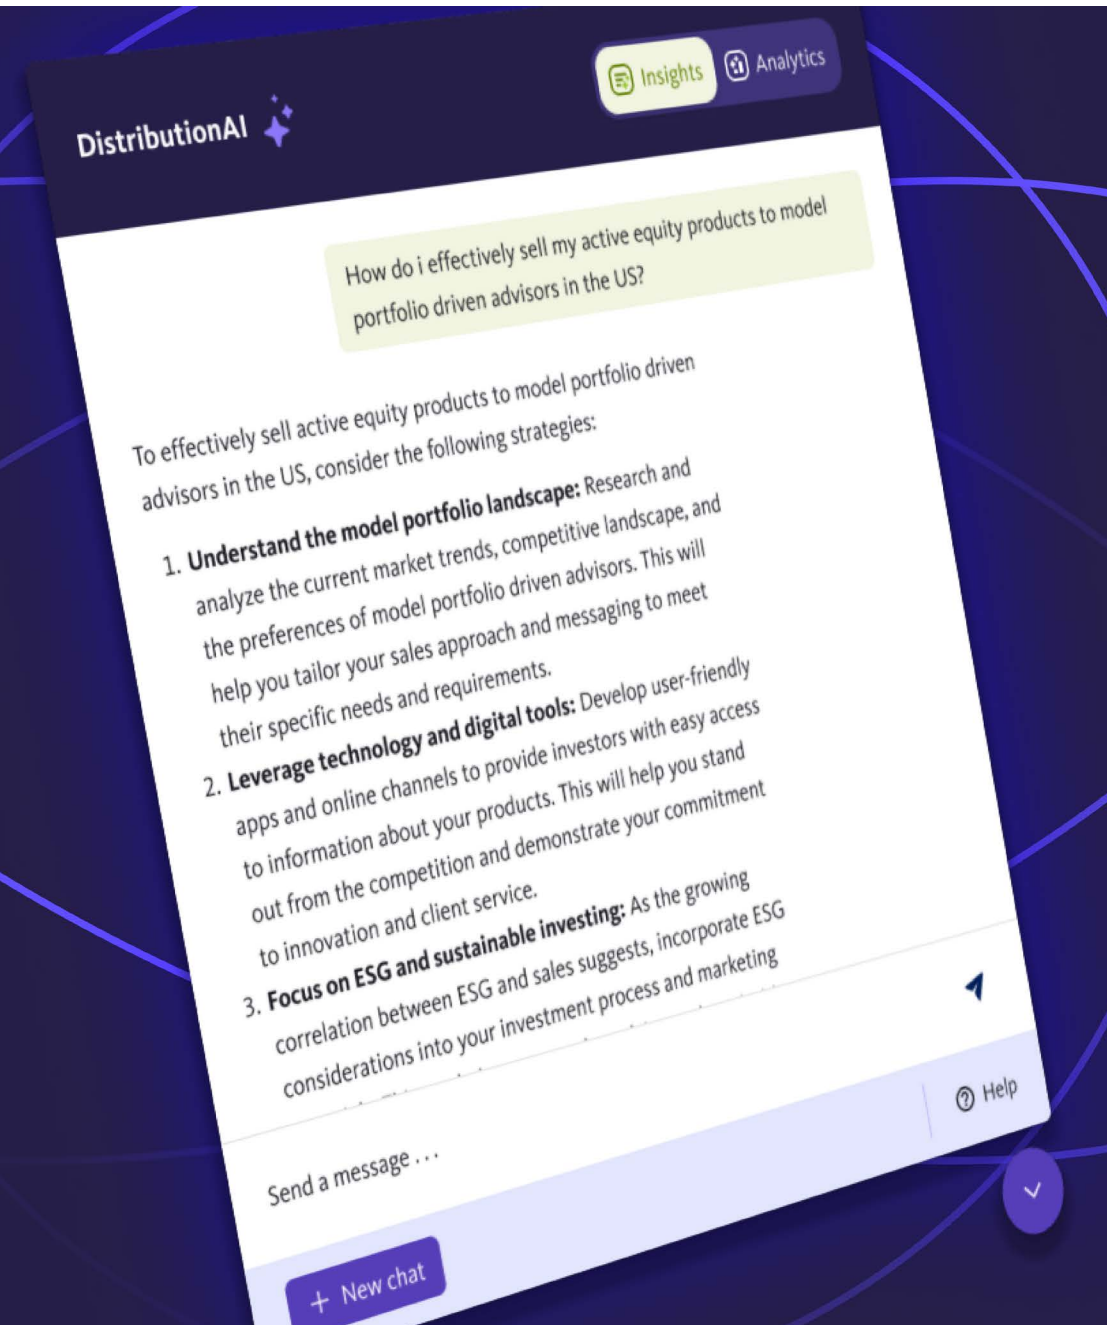 DistributionAI
Insights
Analytics
How do i effectively sell my active equity products to model
portfolio driven advisors in the US?
To effectively sell active equity products to model portfolio driven
advisors in the US, consider the following strategies:
1. Understand the model portfolio landscape: Research and
analyze the current market trends, competitive landscape, and
the preferences of model portfolio driven advisors. This will
help you tailor your sales approach and messaging to meet
their specific needs and requirements.
2. Leverage technology and digital tools: Develop user-friendly
apps and online channels to provide investors with easy access
to information about your products. This will help you stand
out from the competition and demonstrate your commitment
to innovation and client service.
3. Focus on ESG and sustainable investing: As the growing
correlation between ESG and sales suggests, incorporate ESG
considerations into your investment process and marketing
Send a message . . .
Help
+ New chat